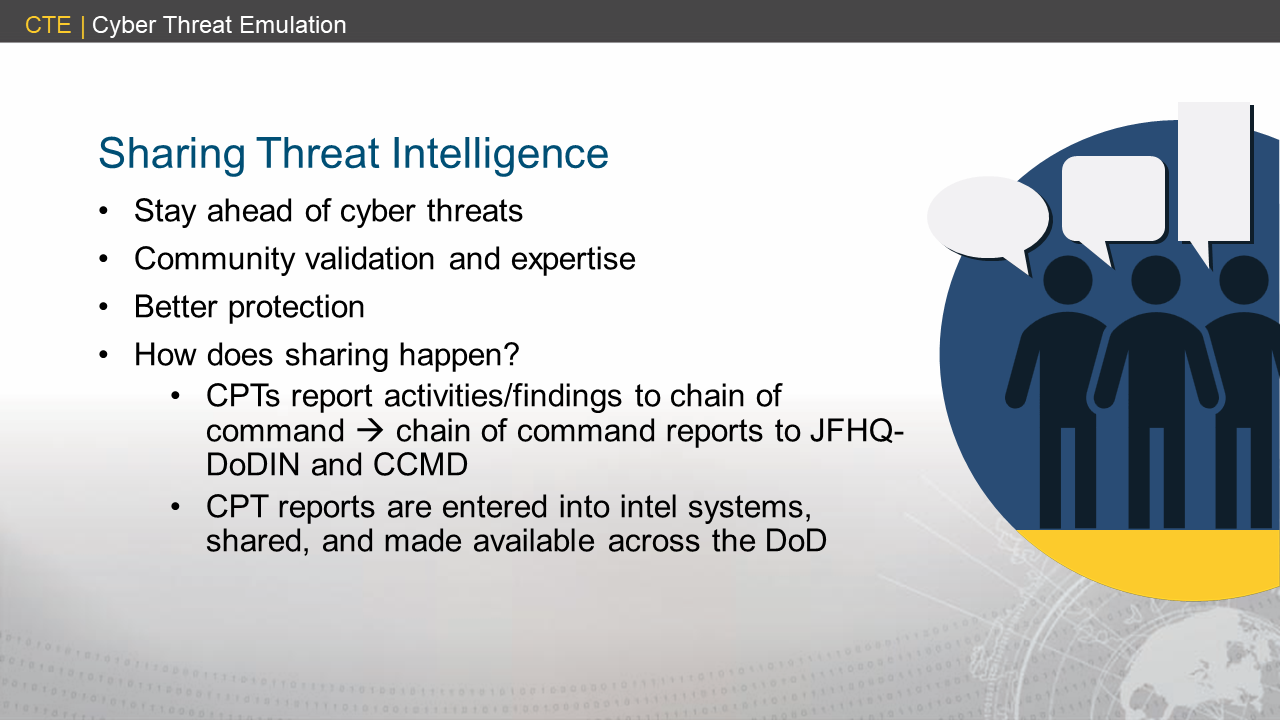 CTE | Cyber Threat Emulation
Sharing Threat Intelligence
• Stay ahead of cyber threats
• Community validation and expertise
• Better protection
• How does sharing happen?
• CPTs report activities/findings to chain of
command → chain of command reports to JFHQ-
DoDIN and CCMD
• CPT reports are entered into intel systems,
shared, and made available across the DoD